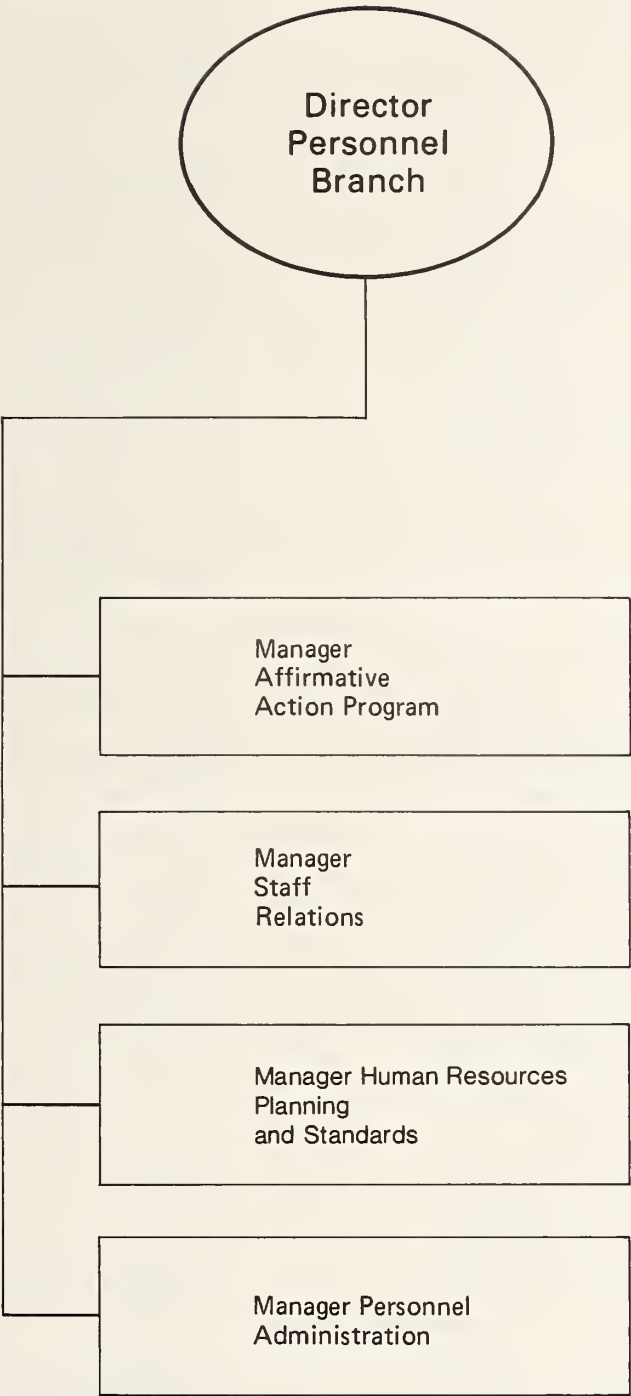 Director
Personnel
Branch
Manager
Affirmative
Action Program
Manager
Staff
Relations
Manager Human Resources
Planning
and Standards
Manager Personnel
Administration